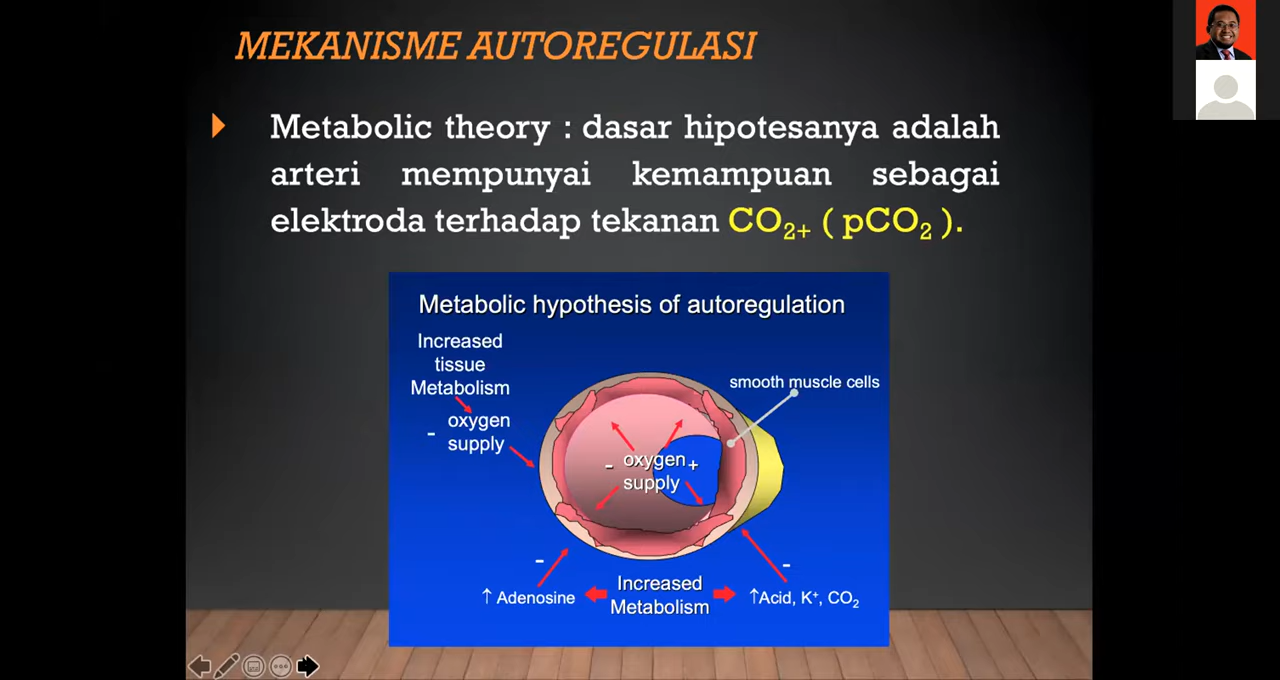 MEKANISME AUTOREGULASI
Metabolic theory : dasar hipotesanya adalah
arteri mempunyai kemampuan sebagai
elektroda terhadap tekanan CO₂₊ ( pCO₂ ).
Metabolic hypothesis of autoregulation
Increased
tissue
Metabolism
- oxygen
supply
smooth muscle cells
- oxygen +
supply
-
-
↑ Adenosine
Increased
Metabolism
↑Acid, K⁺, CO₂